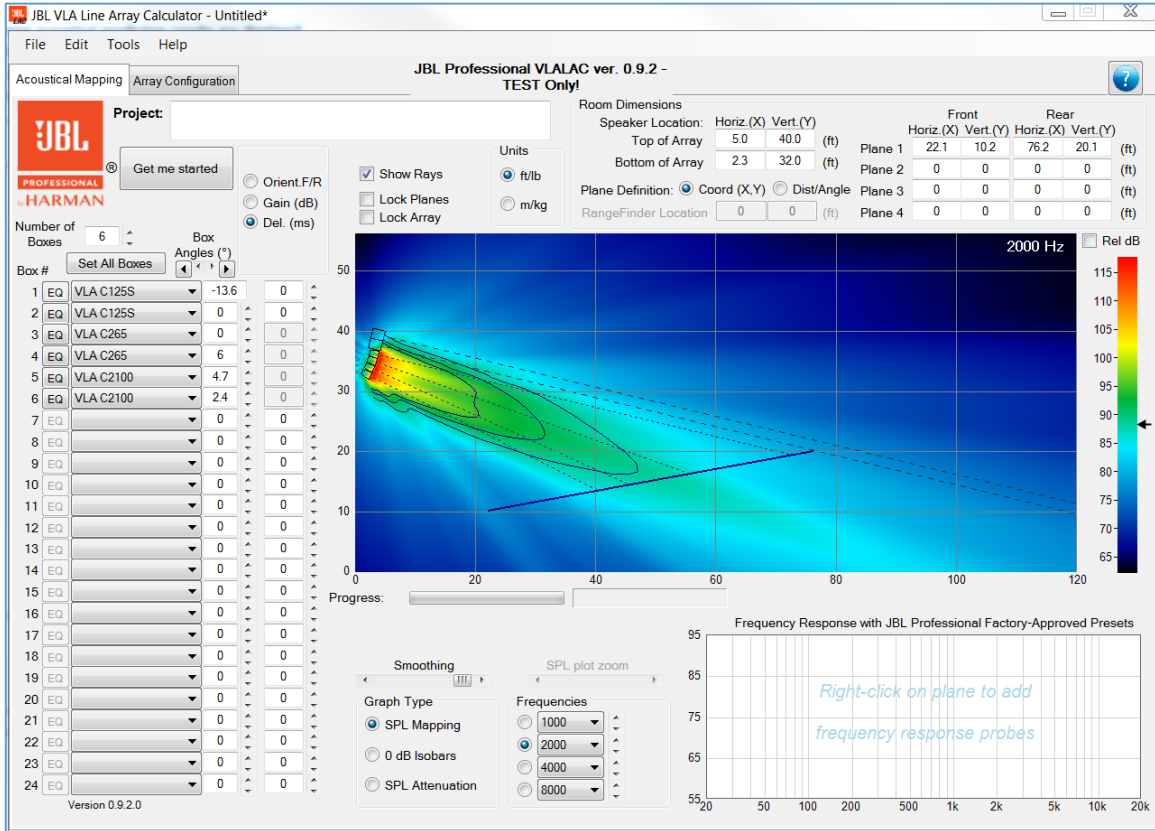 JBL VLA Line Array Calculator - Untitled*
File Edit Tools Help
Acoustical Mapping Array Configuration
JBL Professional VLALAC ver. 0.9.2 -
TEST Only!
?
JBL
®
PROFESSIONAL
by HARMAN
Project:
Get me started
Orient.F/R
Gain (dB)
Del. (ms)
Show Rays
Lock Planes
Lock Array
Units
ft/lb
m/kg
Room Dimensions
Speaker Location: Horiz.(X) Vert.(Y)
Top of Array 5.0 40.0 (ft)
Bottom of Array 2.3 32.0 (ft)
Plane Definition: Coord (X,Y) Dist/Angle
RangeFinder Location 0 0 (ft)
Front Rear
Horiz.(X) Vert.(Y) Horiz.(X) Vert.(Y)
Plane 1 22.1 10.2 76.2 20.1 (ft)
Plane 2 0 0 0 0 (ft)
Plane 3 0 0 0 0 (ft)
Plane 4 0 0 0 0 (ft)
Number of
Boxes 6
Box
Angles (°)
Box # Set All Boxes
1 EQ VLA C125S -13.6 0
2 EQ VLA C125S 0 0
3 EQ VLA C265 0 0
4 EQ VLA C265 6 0
5 EQ VLA C2100 4.7 0
6 EQ VLA C2100 2.4 0
7 EQ 0 0
8 EQ 0 0
9 EQ 0 0
10 EQ 0 0
11 EQ 0 0
12 EQ 0 0
13 EQ 0 0
14 EQ 0 0
15 EQ 0 0
16 EQ 0 0
17 EQ 0 0
18 EQ 0 0
19 EQ 0 0
20 EQ 0 0
21 EQ 0 0
22 EQ 0 0
23 EQ 0 0
24 EQ 0 0
Version 0.9.2.0
2000 Hz
50
40
30
20
10
0
0 20 40 60 80 100 120
Rel dB
115
110
105
100
95
90
85
80
75
70
65
Progress:
Smoothing
SPL plot zoom
Graph Type
SPL Mapping
0 dB Isobars
SPL Attenuation
Frequencies
1000
2000
4000
8000
Frequency Response with JBL Professional Factory-Approved Presets
95
85
75
65
55
Right-click on plane to add
frequency response probes
20 50 100 200 500 1k 2k 5k 10k 20k